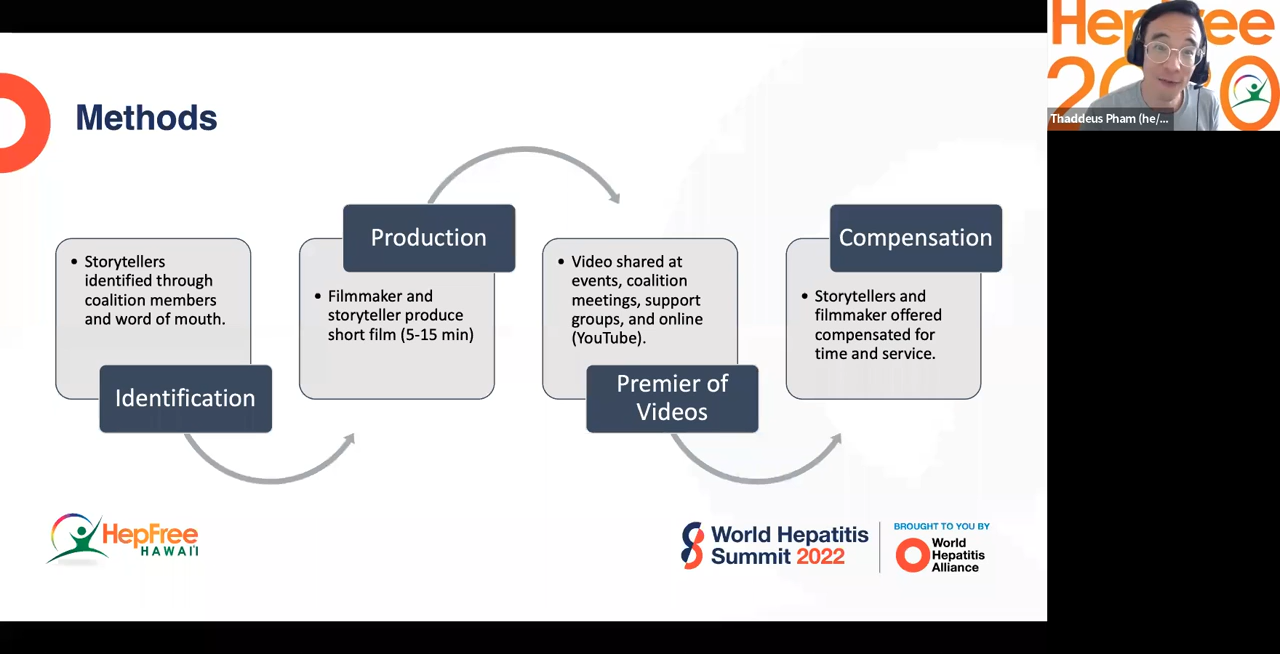 Methods
• Storytellers
identified through
coalition members
and word of mouth.
Identification
Production
• Filmmaker and
storyteller produce
short film (5-15 min)
• Video shared at
events, coalition
meetings, support
groups, and online
(YouTube).
Premier of
Videos
Compensation
• Storytellers and
filmmaker offered
compensated for
time and service.
HepFree
HAWAI'I
World Hepatitis
Summit 2022
BROUGHT TO YOU BY
World
Hepatitis
Alliance
Thaddeus Pham (he/...